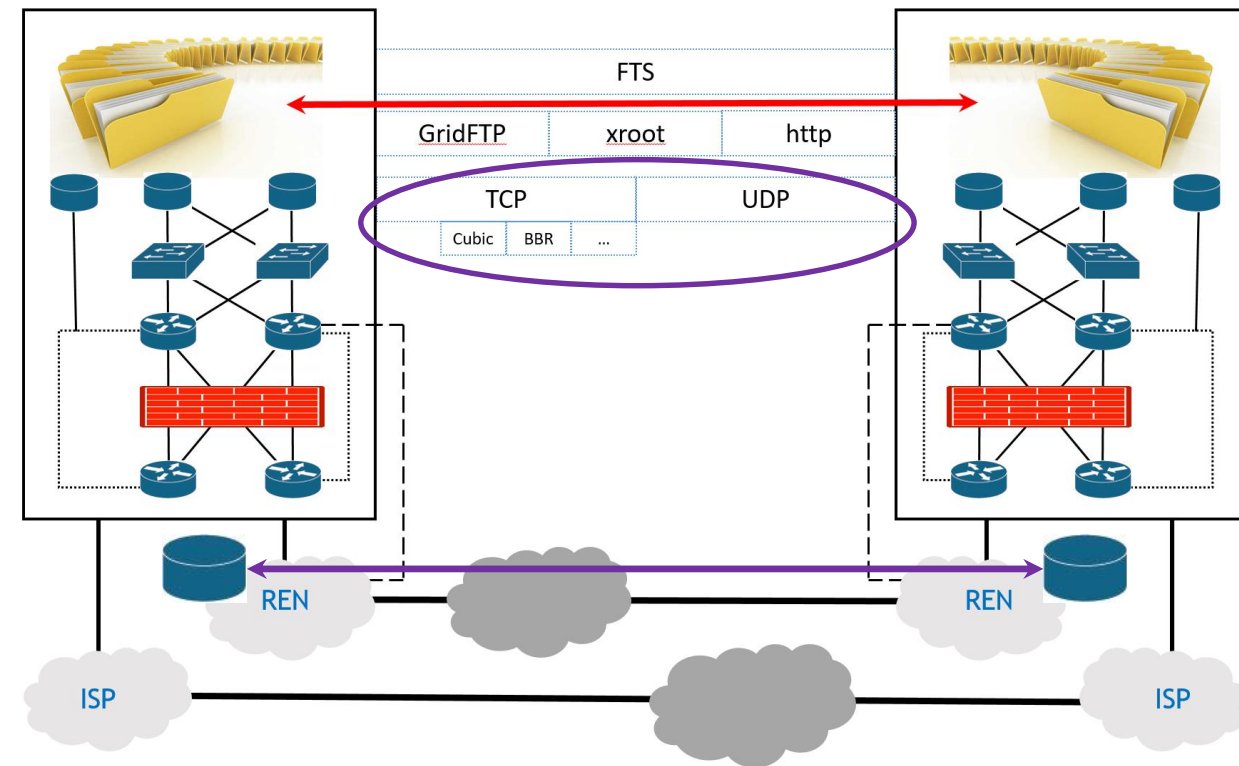 FTS
GridFTP xroot http
TCP UDP
Cubic BBR ...
REN REN
ISP ISP